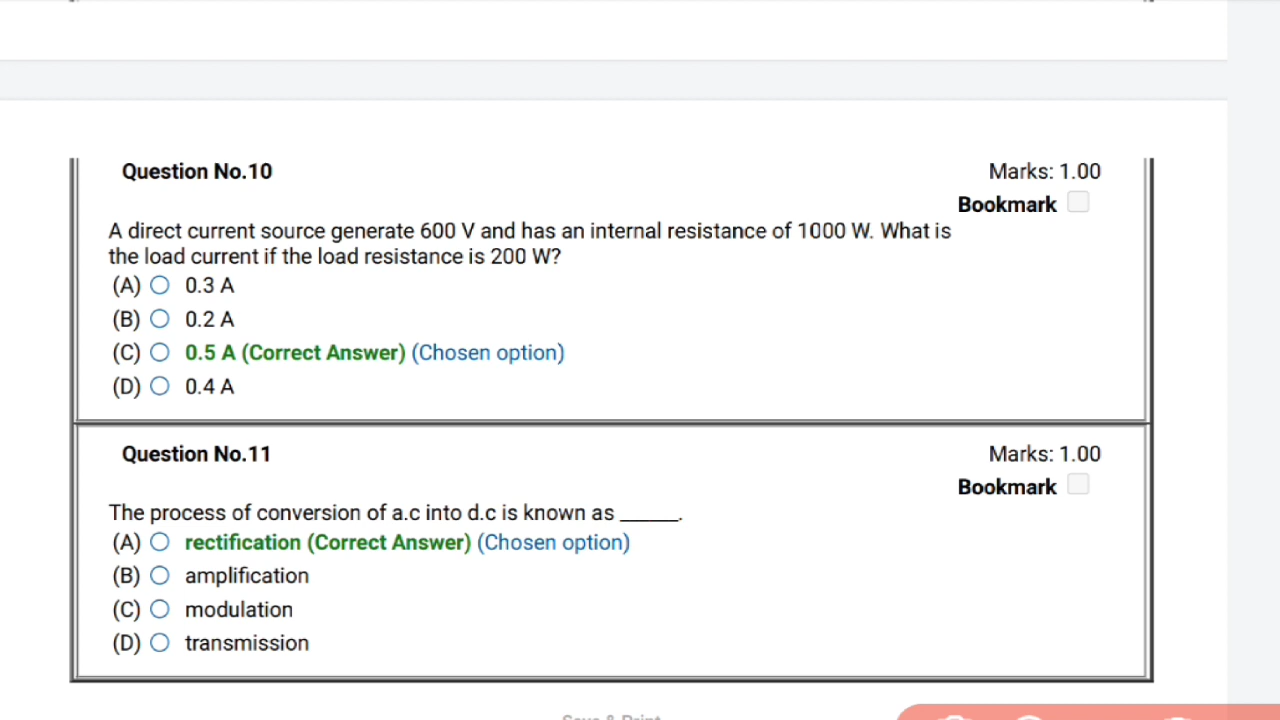 Question No.10
Marks: 1.00
Bookmark
A direct current source generate 600 V and has an internal resistance of 1000 W. What is
the load current if the load resistance is 200 W?
(A) 0.3 A
(B) 0.2 A
(C) 0.5 A (Correct Answer) (Chosen option)
(D) 0.4 A
Question No.11
Marks: 1.00
Bookmark
The process of conversion of a.c into d.c is known as ______.
(A) rectification (Correct Answer) (Chosen option)
(B) amplification
(C) modulation
(D) transmission
Save & Print